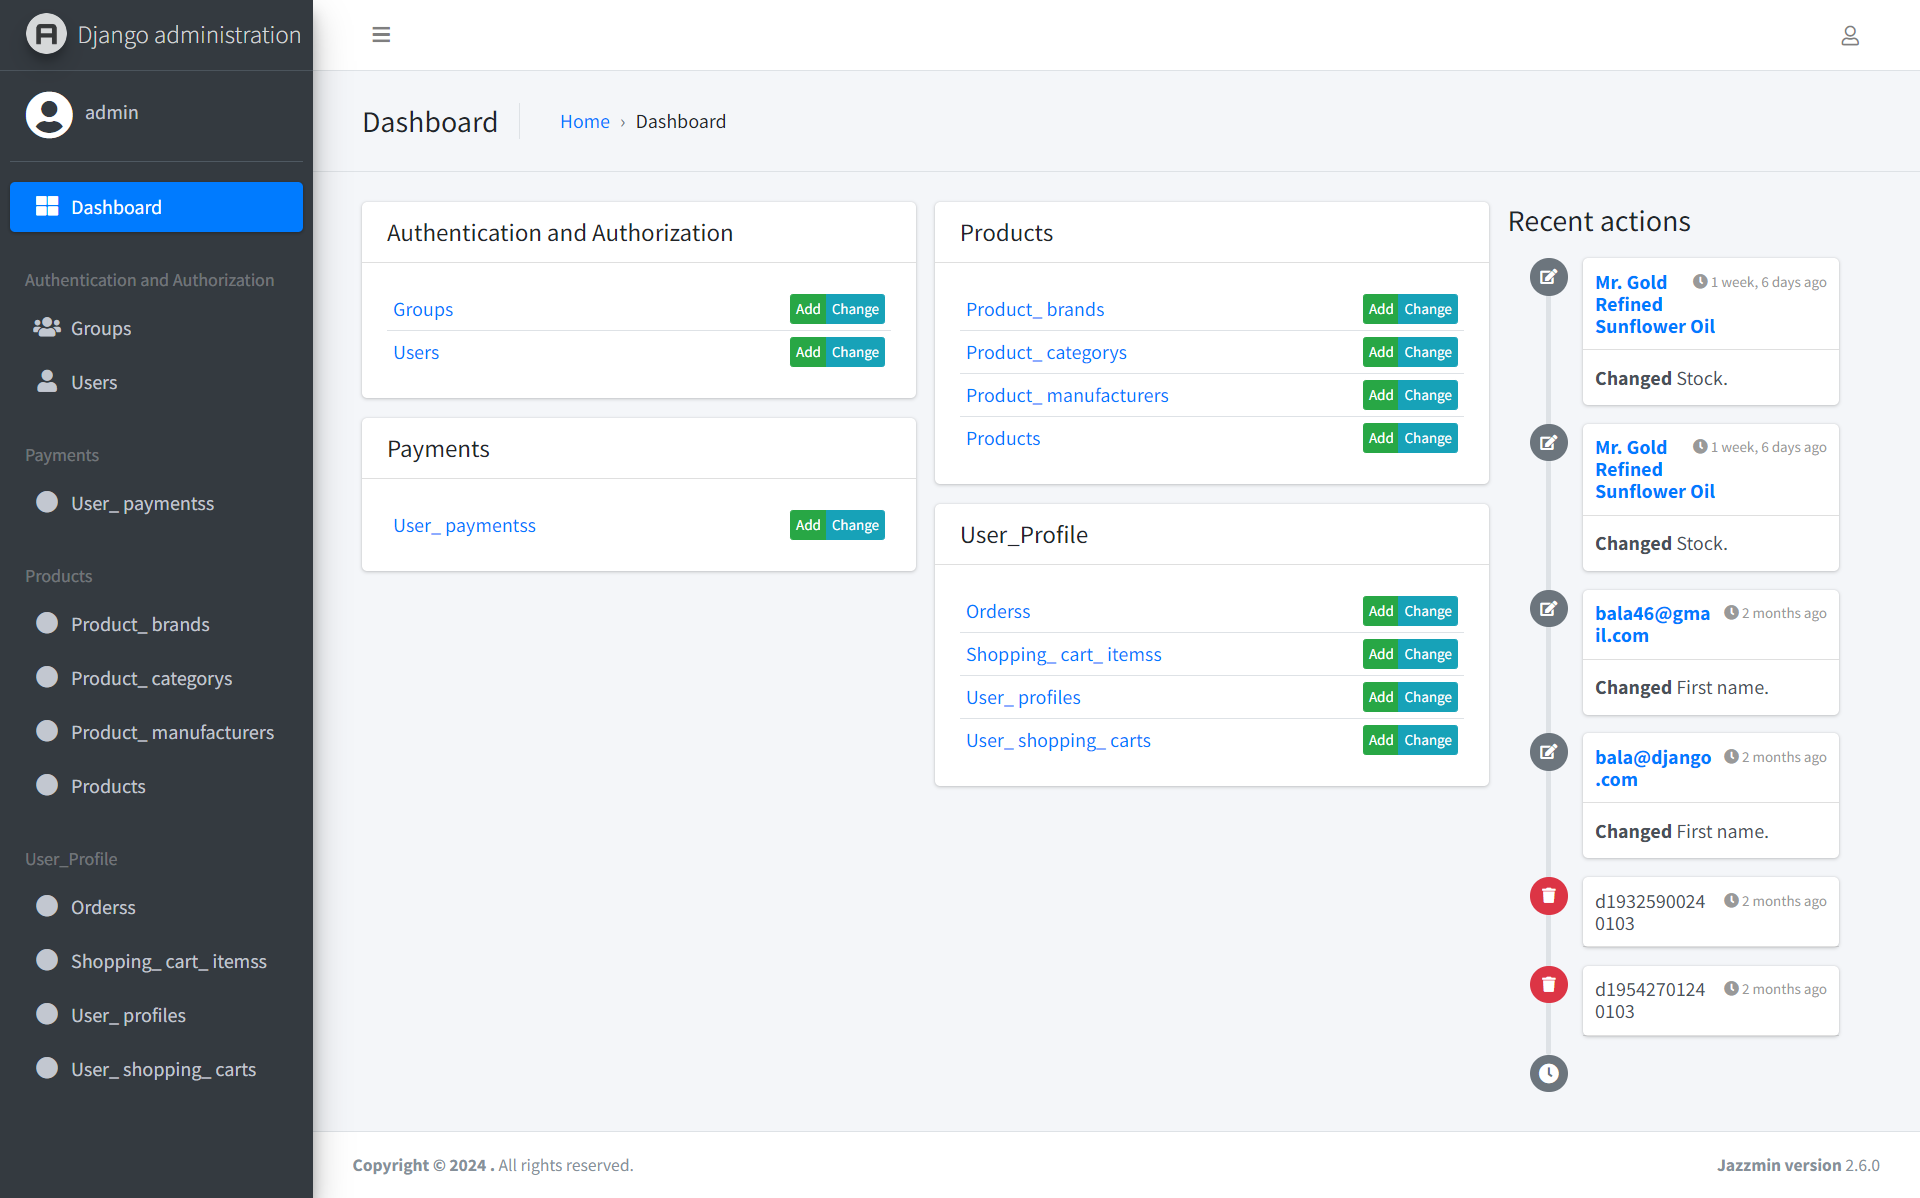 Django administration
admin
Dashboard
Authentication and Authorization
Groups
Users
Payments
User_ paymentss
Products
Product_ brands
Product_ categorys
Product_ manufacturers
Products
User_Profile
Orderss
Shopping_ cart_ itemss
User_ profiles
User_ shopping_ carts
Dashboard
Home › Dashboard
Authentication and Authorization
Groups Add Change
Users Add Change
Payments
User_ paymentss Add Change
Products
Product_ brands Add Change
Product_ categorys Add Change
Product_ manufacturers Add Change
Products Add Change
User_Profile
Orderss Add Change
Shopping_ cart_ itemss Add Change
User_ profiles Add Change
User_ shopping_ carts Add Change
Recent actions
Mr. Gold 1 week, 6 days ago
Refined
Sunflower Oil
Changed Stock.
Mr. Gold 1 week, 6 days ago
Refined
Sunflower Oil
Changed Stock.
bala46@gma 2 months ago
il.com
Changed First name.
bala@django 2 months ago
.com
Changed First name.
d1932590024 2 months ago
0103
d1954270124 2 months ago
0103
Copyright © 2024 . All rights reserved.
Jazzmin version 2.6.0